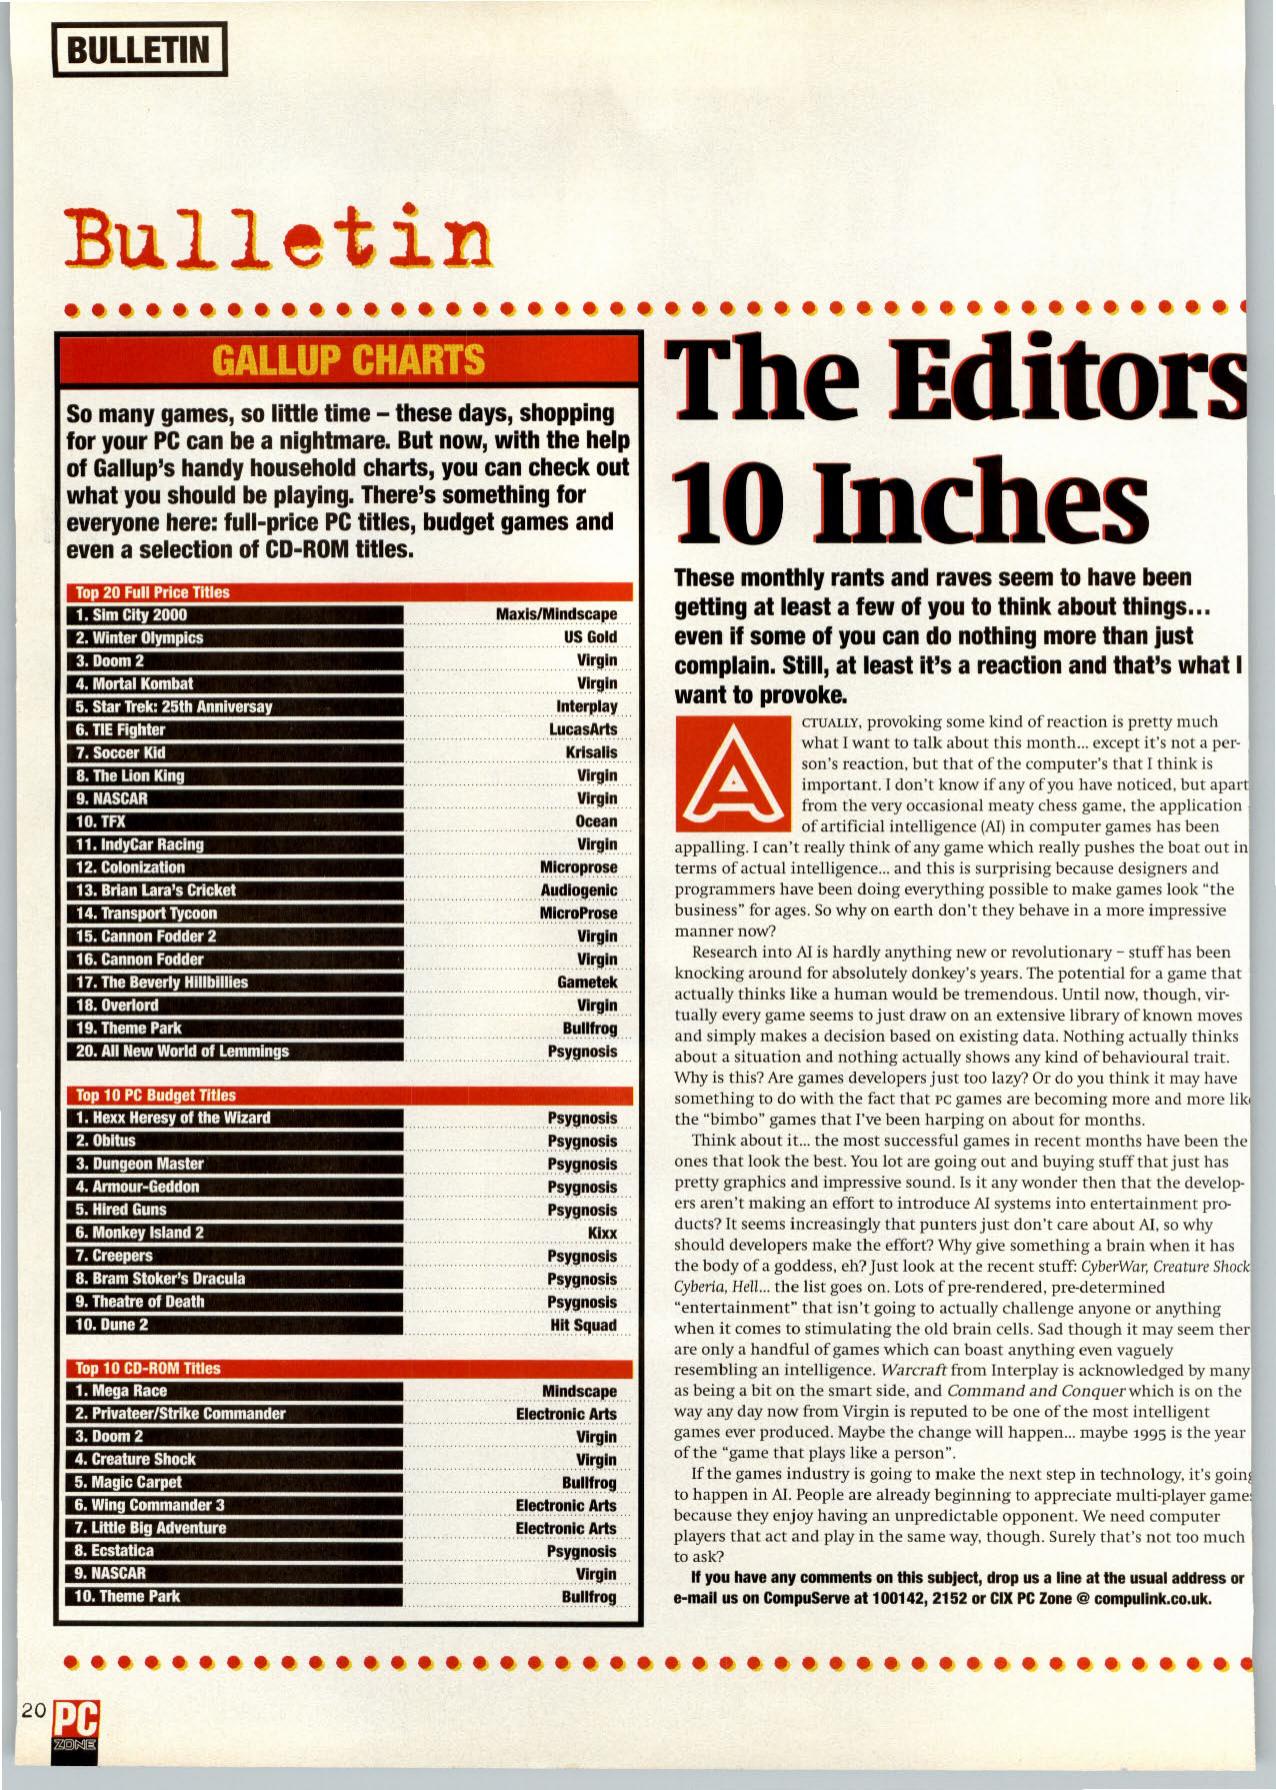 BULLETIN
Bulletin
GALLUP CHARTS
So many games, so little time – these days, shopping
for your PC can be a nightmare. But now, with the help
of Gallup's handy household charts, you can check out
what you should be playing. There's something for
everyone here: full-price PC titles, budget games and
even a selection of CD-ROM titles.
Top 20 Full Price Titles
1. Sim City 2000 Maxis/Mindscape
2. Winter Olympics US Gold
3. Doom 2 Virgin
4. Mortal Kombat Virgin
5. Star Trek: 25th Anniversay Interplay
6. TIE Fighter LucasArts
7. Soccer Kid Krisalis
8. The Lion King Virgin
9. NASCAR Virgin
10. TFX Ocean
11. IndyCar Racing Virgin
12. Colonization Microprose
13. Brian Lara's Cricket Audiogenic
14. Transport Tycoon MicroProse
15. Cannon Fodder 2 Virgin
16. Cannon Fodder Virgin
17. The Beverly Hillbillies Gametek
18. Overlord Virgin
19. Theme Park Bullfrog
20. All New World of Lemmings Psygnosis
Top 10 PC Budget Titles
1. Hexx Heresy of the Wizard Psygnosis
2. Obitus Psygnosis
3. Dungeon Master Psygnosis
4. Armour-Geddon Psygnosis
5. Hired Guns Psygnosis
6. Monkey Island 2 Kixx
7. Creepers Psygnosis
8. Bram Stoker's Dracula Psygnosis
9. Theatre of Death Psygnosis
10. Dune 2 Hit Squad
Top 10 CD-ROM Titles
1. Mega Race Mindscape
2. Privateer/Strike Commander Electronic Arts
3. Doom 2 Virgin
4. Creature Shock Virgin
5. Magic Carpet Bullfrog
6. Wing Commander 3 Electronic Arts
7. Little Big Adventure Electronic Arts
8. Ecstatica Psygnosis
9. NASCAR Virgin
10. Theme Park Bullfrog
The Editors
10 Inches
These monthly rants and raves seem to have been
getting at least a few of you to think about things...
even if some of you can do nothing more than just
complain. Still, at least it's a reaction and that's what I
want to provoke.
ACTUALLY, provoking some kind of reaction is pretty much
what I want to talk about this month... except it's not a per-
son's reaction, but that of the computer's that I think is
important. I don't know if any of you have noticed, but apart
from the very occasional meaty chess game, the application
of artificial intelligence (AI) in computer games has been
appalling. I can't really think of any game which really pushes the boat out in
terms of actual intelligence... and this is surprising because designers and
programmers have been doing everything possible to make games look "the
business" for ages. So why on earth don't they behave in a more impressive
manner now?
Research into AI is hardly anything new or revolutionary – stuff has been
knocking around for absolutely donkey's years. The potential for a game that
actually thinks like a human would be tremendous. Until now, though, vir-
tually every game seems to just draw on an extensive library of known moves
and simply makes a decision based on existing data. Nothing actually thinks
about a situation and nothing actually shows any kind of behavioural trait.
Why is this? Are games developers just too lazy? Or do you think it may have
something to do with the fact that PC games are becoming more and more lik
the "bimbo" games that I've been harping on about for months.
Think about it... the most successful games in recent months have been the
ones that look the best. You lot are going out and buying stuff that just has
pretty graphics and impressive sound. Is it any wonder then that the develop-
ers aren't making an effort to introduce AI systems into entertainment pro-
ducts? It seems increasingly that punters just don't care about AI, so why
should developers make the effort? Why give something a brain when it has
the body of a goddess, eh? Just look at the recent stuff: CyberWar, Creature Shock
Cyberia, Hell... the list goes on. Lots of pre-rendered, pre-determined
"entertainment" that isn't going to actually challenge anyone or anything
when it comes to stimulating the old brain cells. Sad though it may seem ther
are only a handful of games which can boast anything even vaguely
resembling an intelligence. Warcraft from Interplay is acknowledged by many
as being a bit on the smart side, and Command and Conquer which is on the
way any day now from Virgin is reputed to be one of the most intelligent
games ever produced. Maybe the change will happen... maybe 1995 is the year
of the "game that plays like a person".
If the games industry is going to make the next step in technology, it's going
to happen in AI. People are already beginning to appreciate multi-player game
because they enjoy having an unpredictable opponent. We need computer
players that act and play in the same way, though. Surely that's not too much
to ask?
If you have any comments on this subject, drop us a line at the usual address or
e-mail us on CompuServe at 100142, 2152 or CIX PC Zone @ compulink.co.uk.
20
PC
ZONE